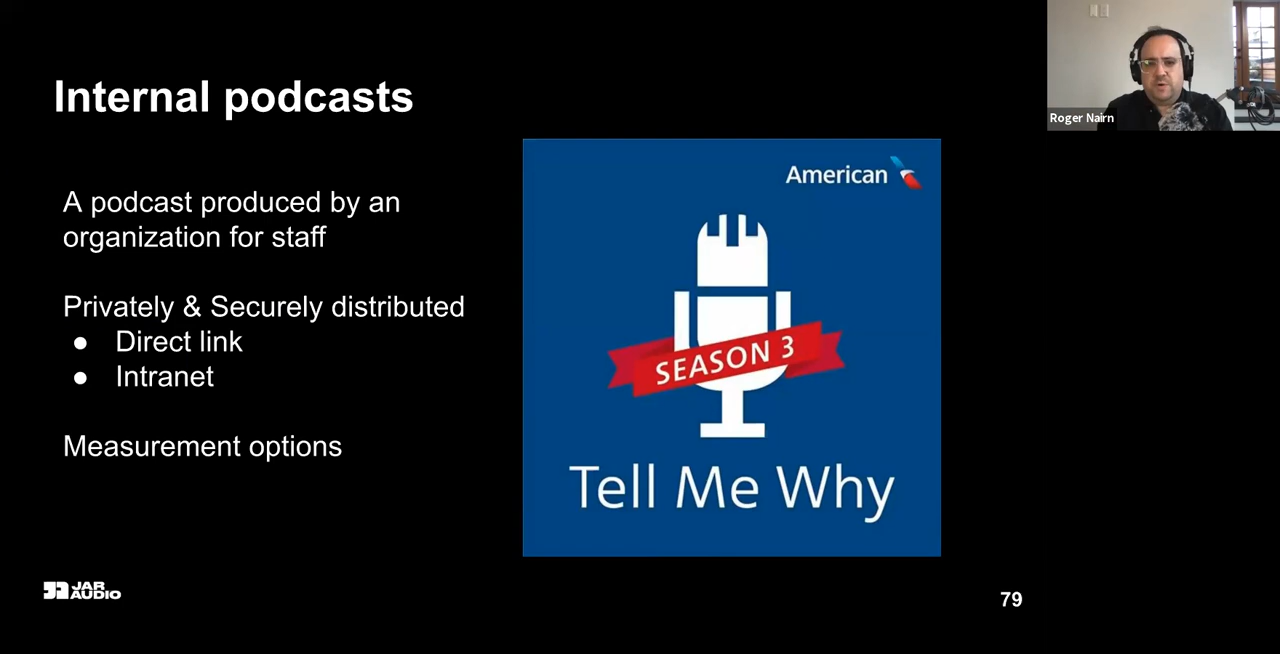 Internal podcasts
A podcast produced by an
organization for staff
Privately & Securely distributed
● Direct link
● Intranet
Measurement options
American
SEASON 3
Tell Me Why
JAR
AUDIO
79
Roger Nairn